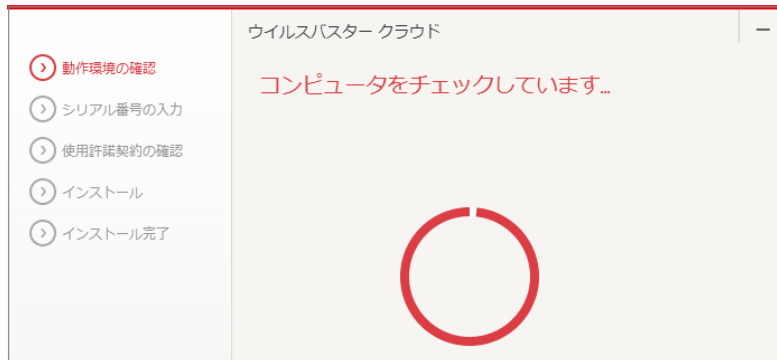 ウイルスバスター クラウド
動作環境の確認
シリアル番号の入力
使用許諾契約の確認
インストール
インストール完了
コンピュータをチェックしています...